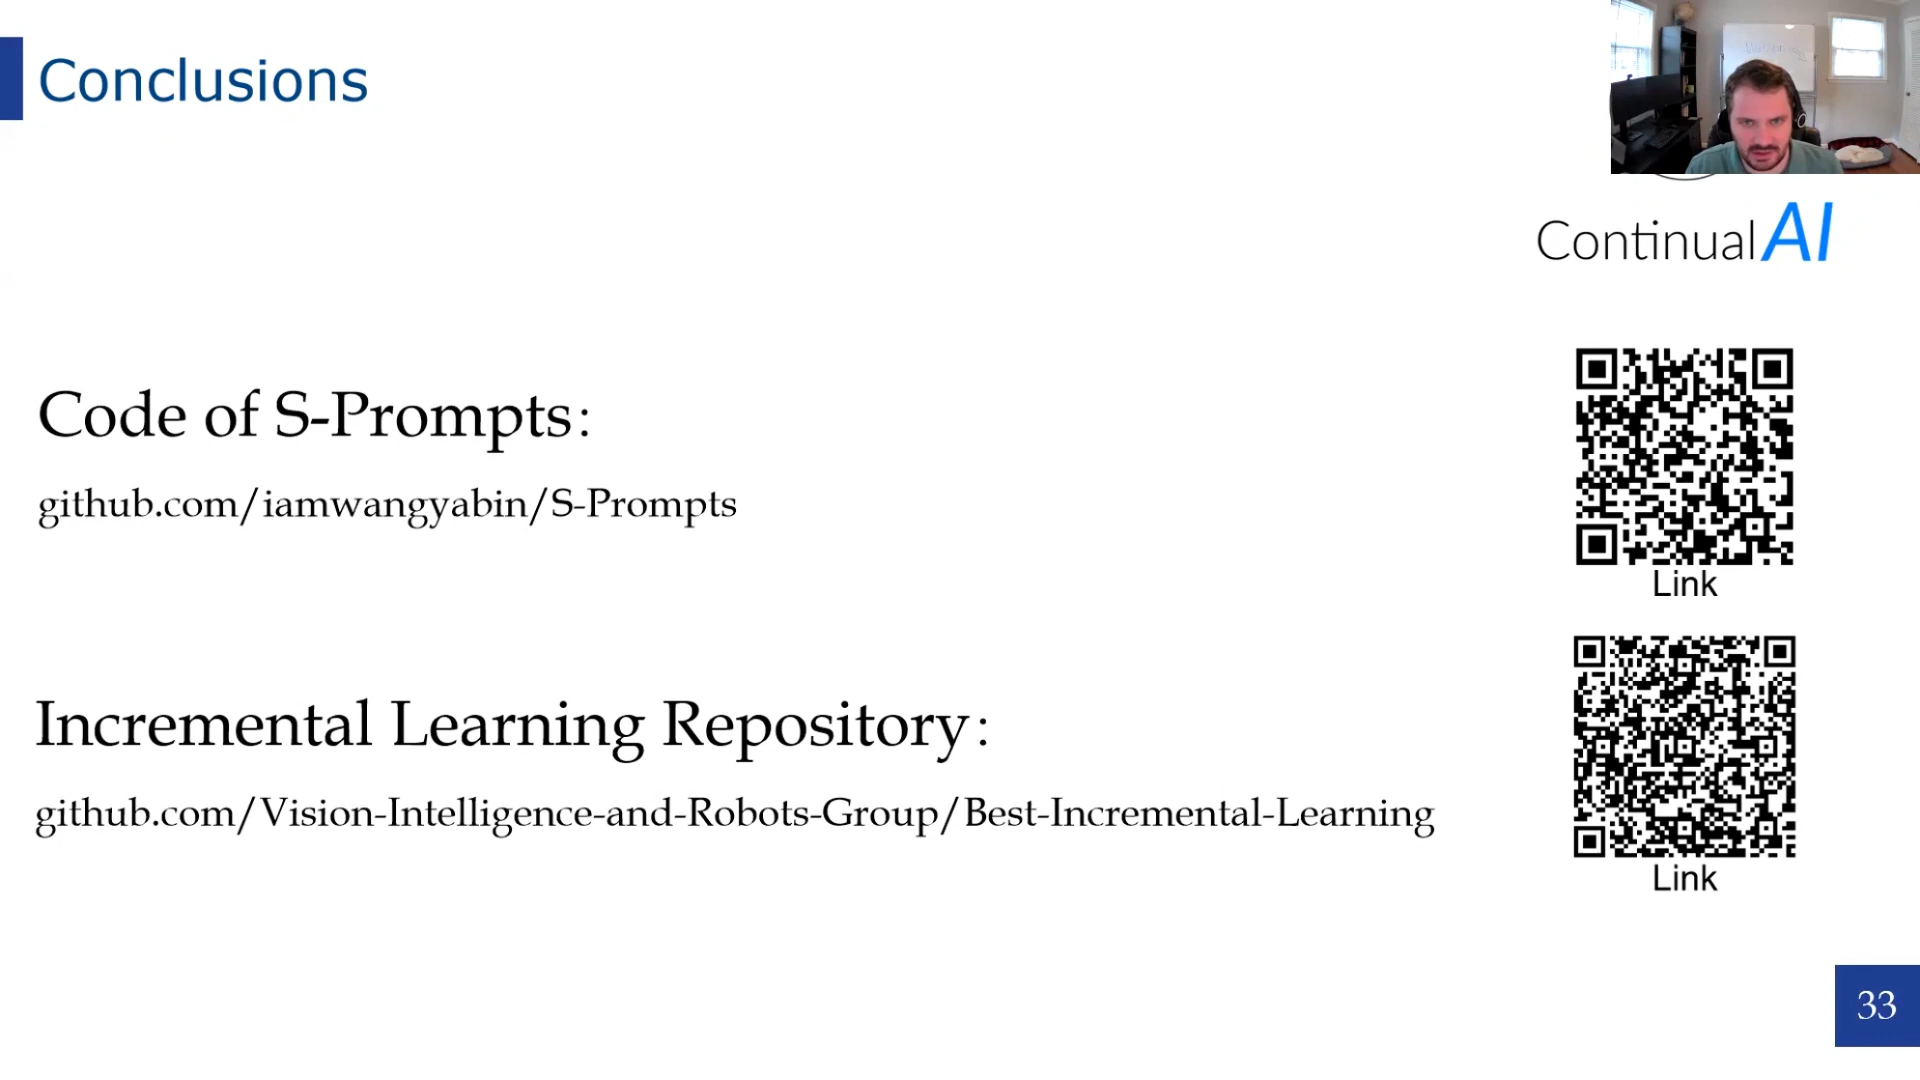 Conclusions
ContinualAI
Code of S-Prompts:
github.com/iamwangyabin/S-Prompts
Link
Incremental Learning Repository:
github.com/Vision-Intelligence-and-Robots-Group/Best-Incremental-Learning
Link
33